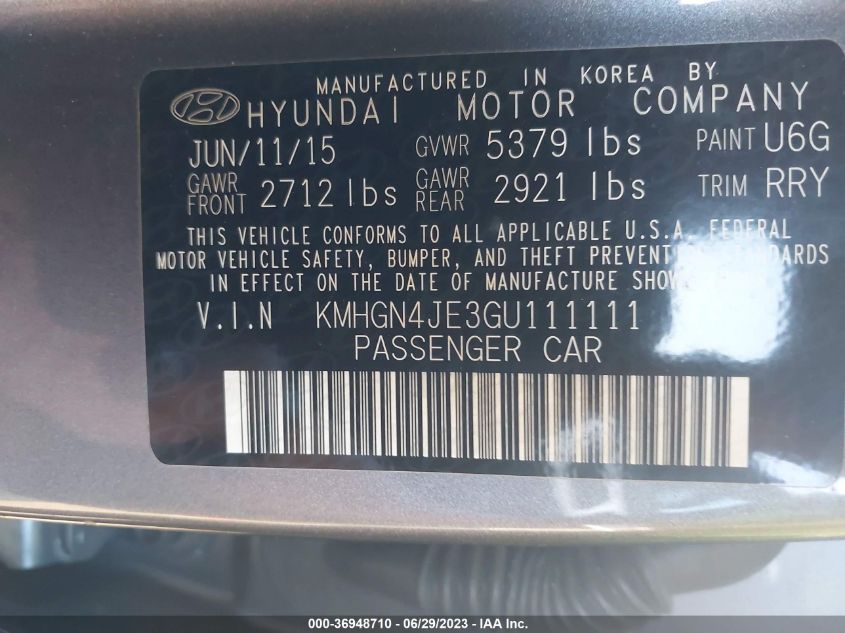 MANUFACTURED IN KOREA BY
HYUNDAI MOTOR COMPANY
JUN/11/15 GVWR 5379 lbs PAINT U6G
GAWR FRONT 2712 lbs GAWR REAR 2921 lbs TRIM RRY
THIS VEHICLE CONFORMS TO ALL APPLICABLE U.S.A. FEDERAL
MOTOR VEHICLE SAFETY, BUMPER, AND THEFT PREVENTION STANDARDS
IN EFFECT ON THE DATE OF MANUFACTURE
V.I.N KMHGN4JE3GU111111
PASSENGER CAR
000-36948710 - 06/29/2023 - IAA Inc.